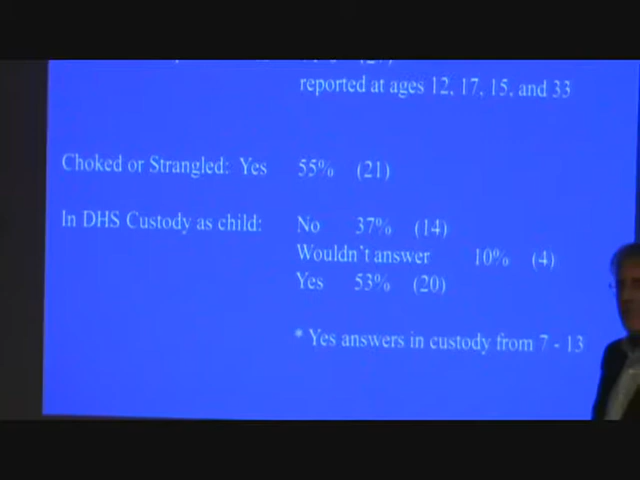 reported at ages 12, 17, 15, and 33
Choked or Strangled: Yes 55% (21)
In DHS Custody as child: No 37% (14)
Wouldn't answer 10% (4)
Yes 53% (20)
* Yes answers in custody from 7 - 13